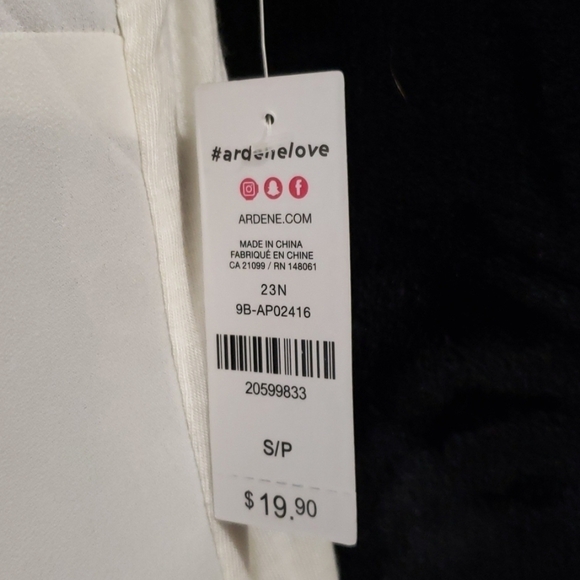 #ardenelove
ARDENE.COM
MADE IN CHINA
FABRIQUÉ EN CHINE
CA 21099 / RN 148061
23N
9B-AP02416
20599833
S/P
$19.90